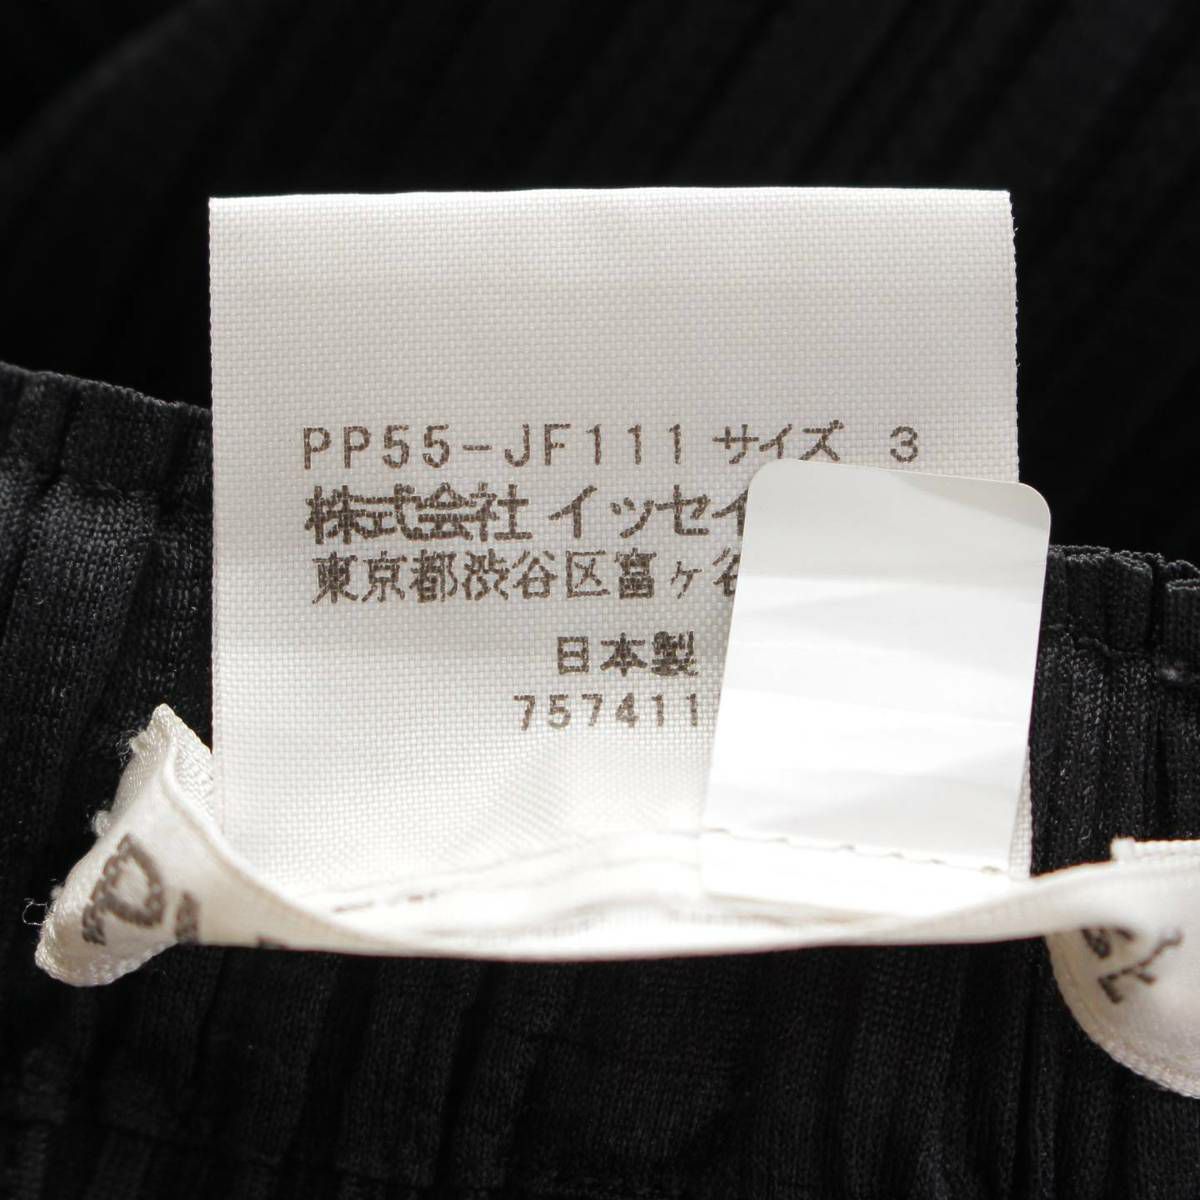 PP55-JF111 サイズ 3
株式会社 イッセイ
東京都渋谷区富ヶ谷
日本製
757411